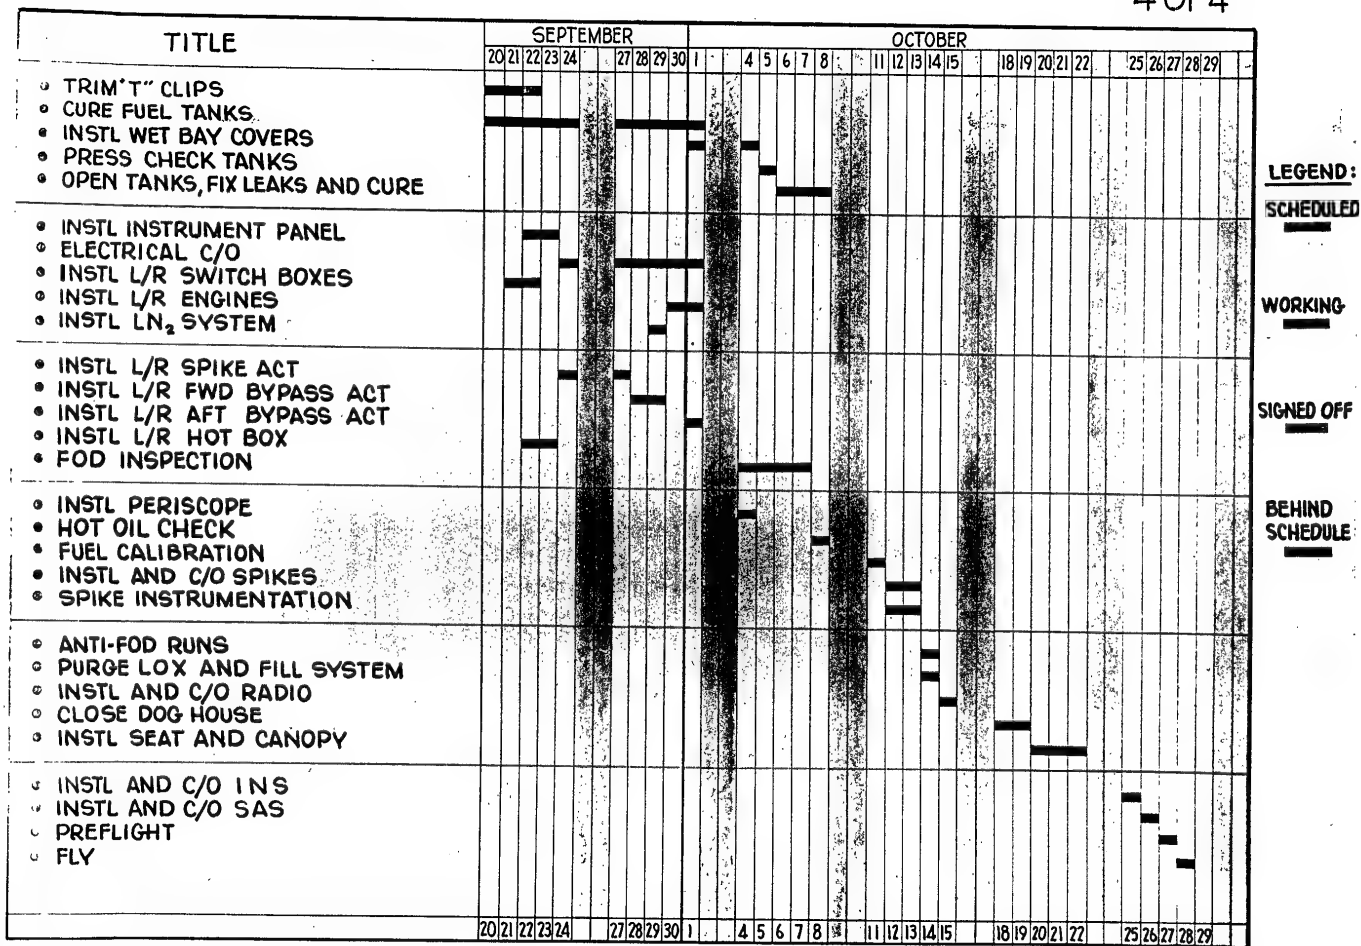 4 OF 4
TITLE
SEPTEMBER
OCTOBER
20 21 22 23 24 27 28 29 30 1 4 5 6 7 8 11 12 13 14 15 18 19 20 21 22 25 26 27 28 29
TRIM "T" CLIPS
CURE FUEL TANKS
INSTL WET BAY COVERS
PRESS CHECK TANKS
OPEN TANKS, FIX LEAKS AND CURE
INSTL INSTRUMENT PANEL
ELECTRICAL C/O
INSTL L/R SWITCH BOXES
INSTL L/R ENGINES
INSTL LN₂ SYSTEM
INSTL L/R SPIKE ACT
INSTL L/R FWD BYPASS ACT
INSTL L/R AFT BYPASS ACT
INSTL L/R HOT BOX
FOD INSPECTION
INSTL PERISCOPE
HOT OIL CHECK
FUEL CALIBRATION
INSTL AND C/O SPIKES
SPIKE INSTRUMENTATION
ANTI-FOD RUNS
PURGE LOX AND FILL SYSTEM
INSTL AND C/O RADIO
CLOSE DOG HOUSE
INSTL SEAT AND CANOPY
INSTL AND C/O INS
INSTL AND C/O SAS
PREFLIGHT
FLY
20 21 22 23 24 27 28 29 30 1 4 5 6 7 8 11 12 13 14 15 18 19 20 21 22 25 26 27 28 29
LEGEND:
SCHEDULED
WORKING
SIGNED OFF
BEHIND
SCHEDULE